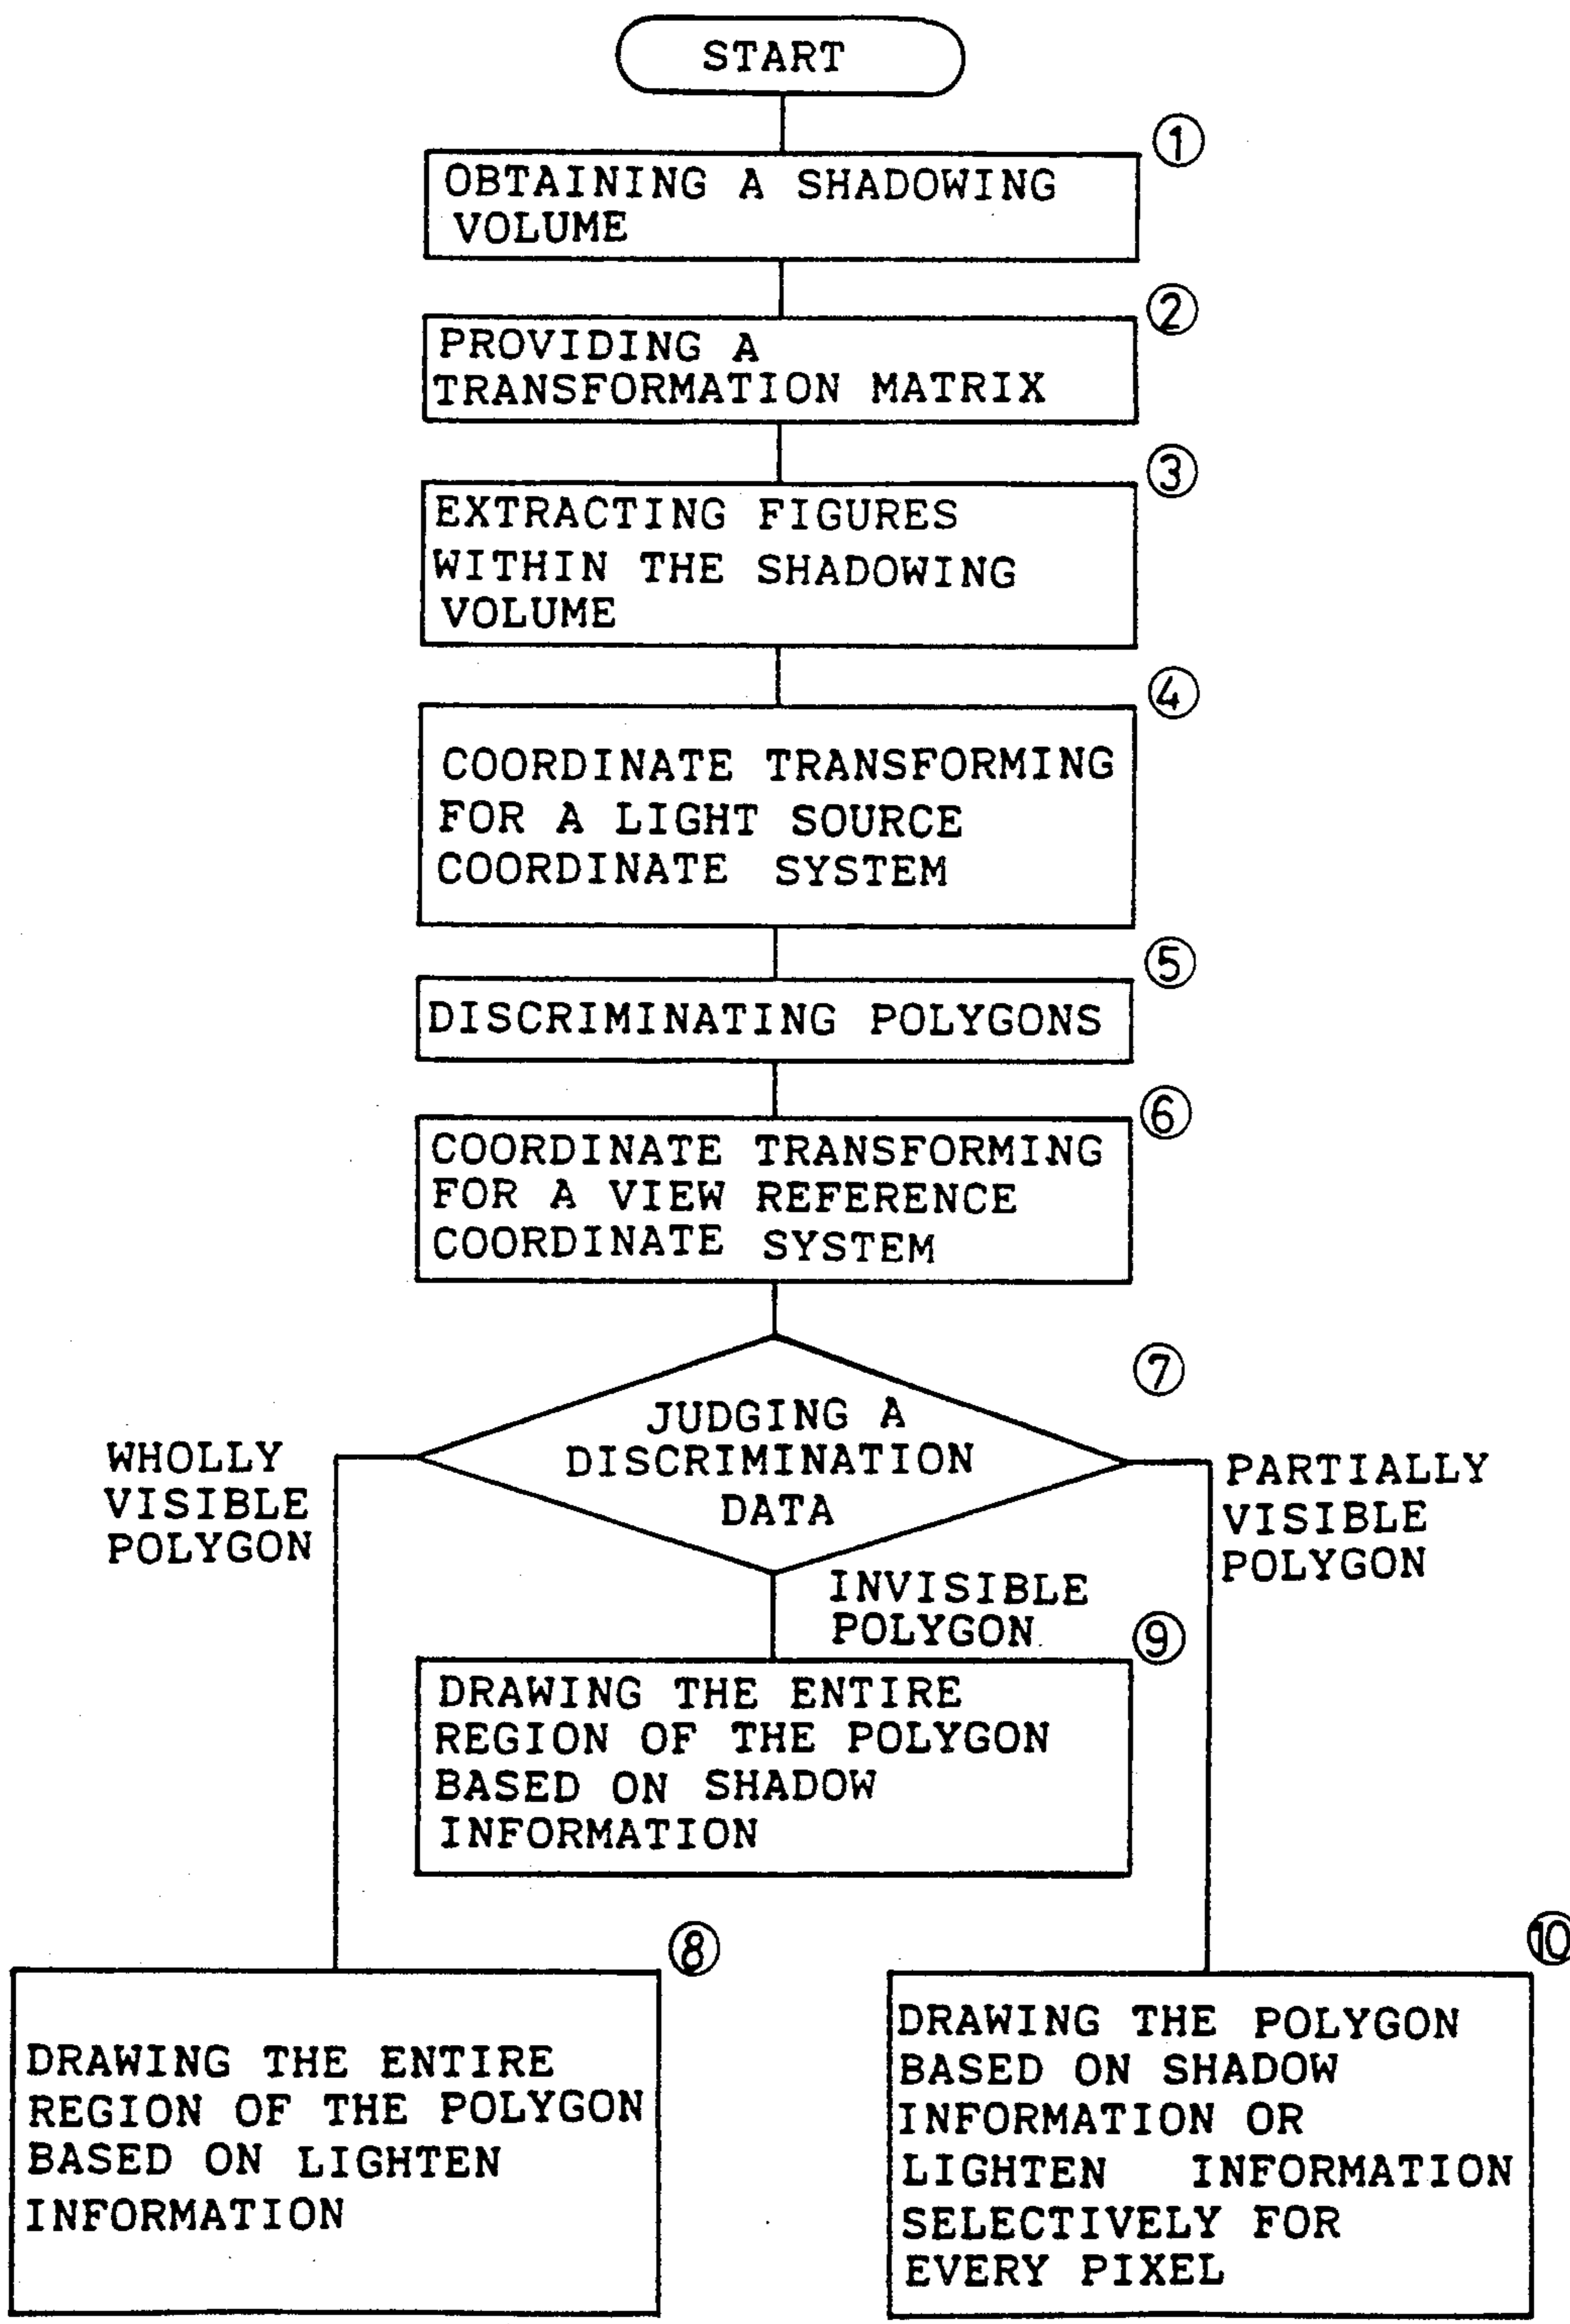 START
①
OBTAINING A SHADOWING
VOLUME
②
PROVIDING A
TRANSFORMATION MATRIX
③
EXTRACTING FIGURES
WITHIN THE SHADOWING
VOLUME
④
COORDINATE TRANSFORMING
FOR A LIGHT SOURCE
COORDINATE SYSTEM
⑤
DISCRIMINATING POLYGONS
⑥
COORDINATE TRANSFORMING
FOR A VIEW REFERENCE
COORDINATE SYSTEM
⑦
JUDGING A
DISCRIMINATION
DATA
WHOLLY
VISIBLE
POLYGON
PARTIALLY
VISIBLE
POLYGON
INVISIBLE
POLYGON
⑨
DRAWING THE ENTIRE
REGION OF THE POLYGON
BASED ON SHADOW
INFORMATION
⑧
DRAWING THE ENTIRE
REGION OF THE POLYGON
BASED ON LIGHTEN
INFORMATION
⑩
DRAWING THE POLYGON
BASED ON SHADOW
INFORMATION OR
LIGHTEN INFORMATION
SELECTIVELY FOR
EVERY PIXEL